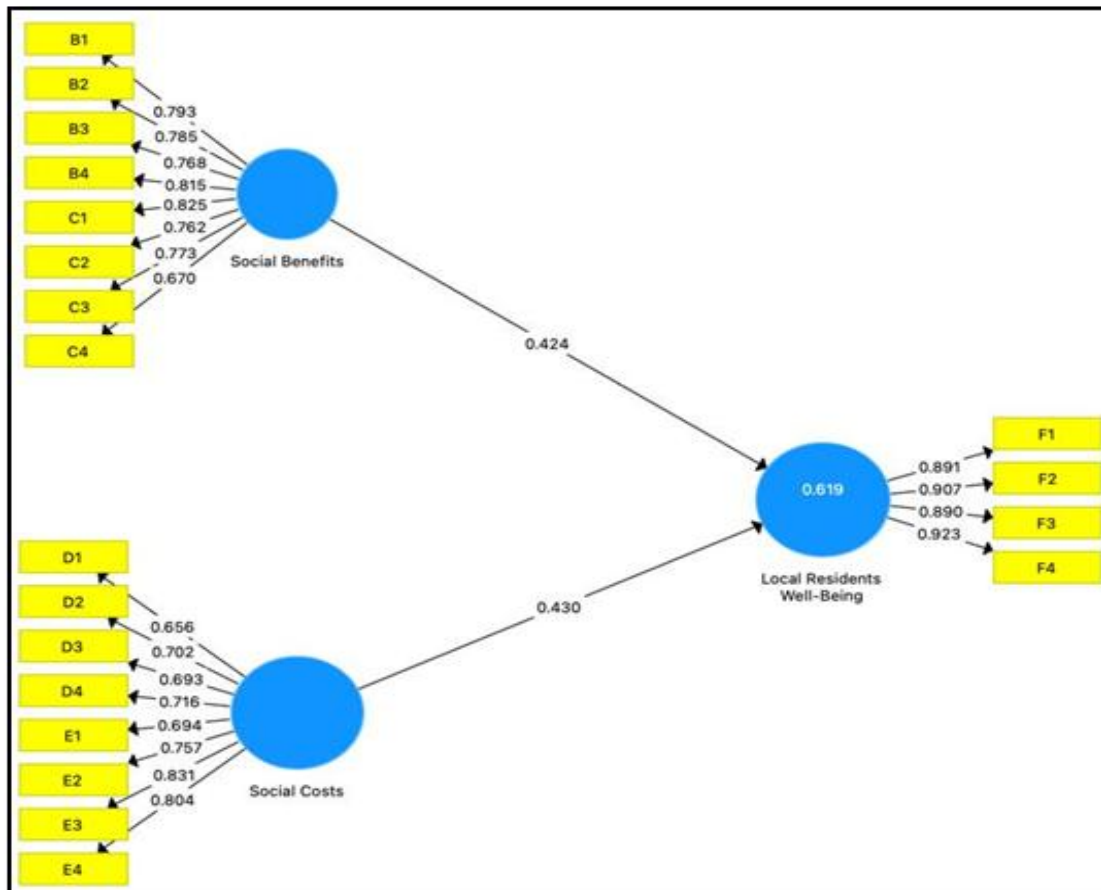 B1
B2
B3
B4
C1
C2
C3
C4
0.793
0.785
0.768
0.815
0.825
0.762
0.773
0.670
Social Benefits
0.424
D1
D2
D3
D4
E1
E2
E3
E4
0.656
0.702
0.693
0.716
0.694
0.757
0.831
0.804
Social Costs
0.430
0.619
Local Residents
Well-Being
0.891
0.907
0.890
0.923
F1
F2
F3
F4